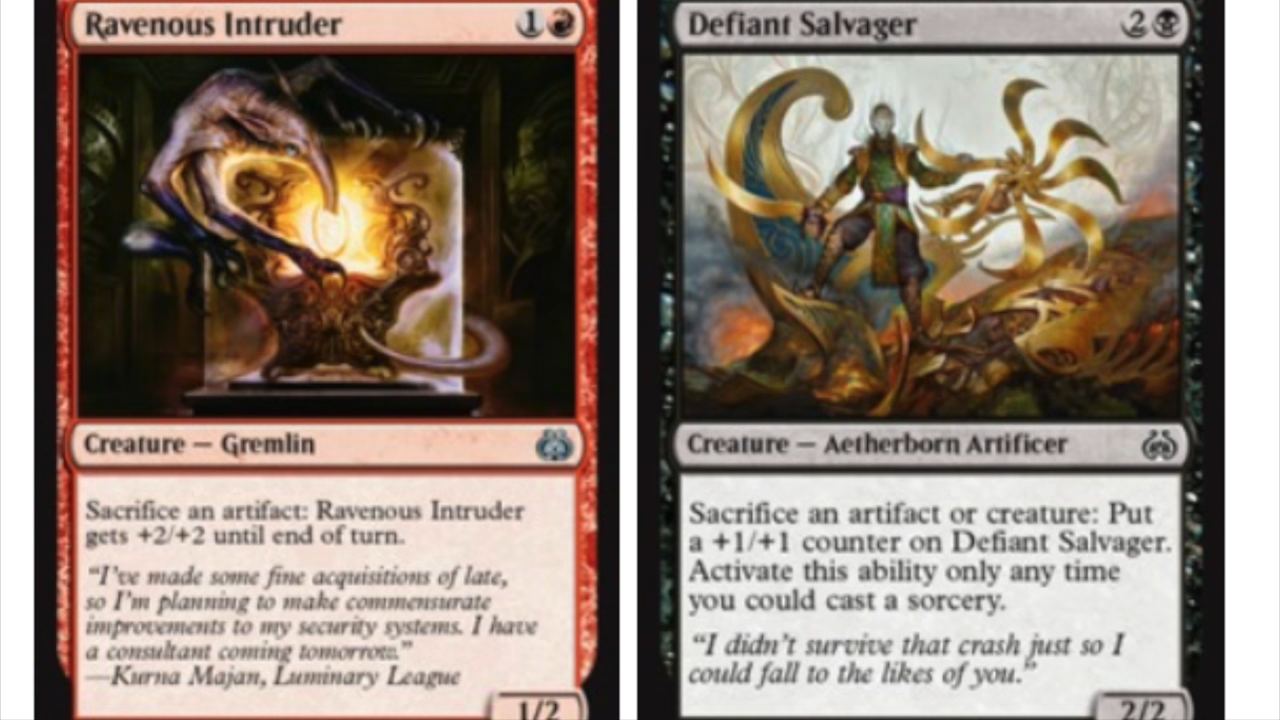 Ravenous Intruder 1
Creature — Gremlin
Sacrifice an artifact: Ravenous Intruder
gets +2/+2 until end of turn.
“I’ve made some fine acquisitions of late,
so I’m planning to make commensurate
improvements to my security systems. I have
a consultant coming tomorrow.”
—Kurna Majan, Luminary League
1/2
Defiant Salvager 2
Creature — Aetherborn Artificer
Sacrifice an artifact or creature: Put
a +1/+1 counter on Defiant Salvager.
Activate this ability only any time
you could cast a sorcery.
“I didn’t survive that crash just so I
could fall to the likes of you.”
2/2